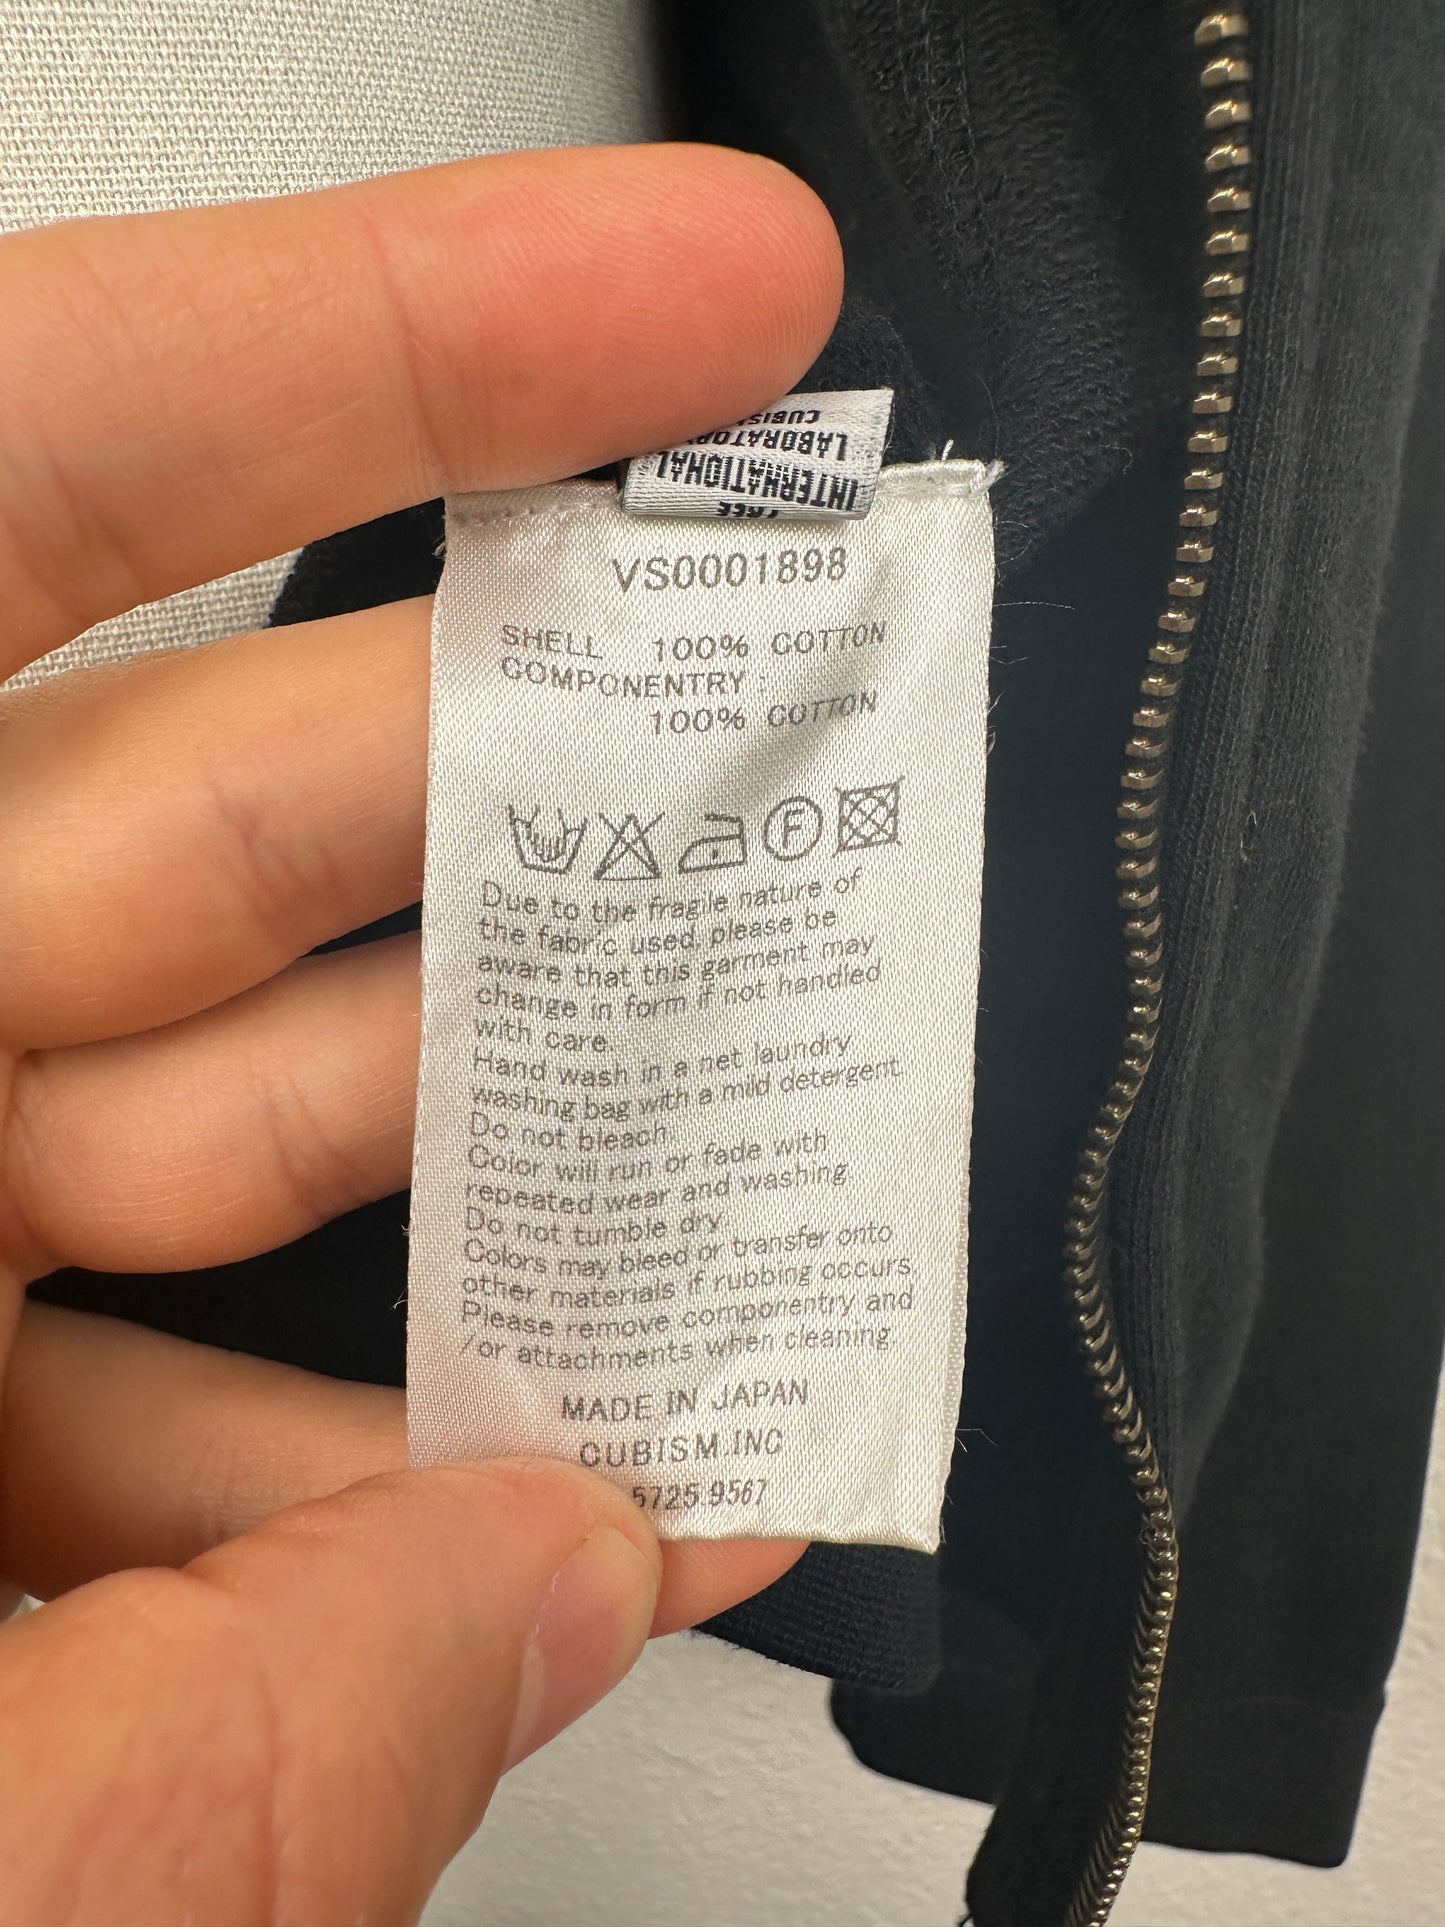 CUBIS
LABORATORY
INTERNATIONAL
FREE
VS0001898
SHELL 100% COTTON
COMPONENTRY :
100% COTTON
F
Due to the fragile nature of
the fabric used, please be
aware that this garment may
change in form if not handled
with care.
Hand wash in a net laundry
washing bag with a mild detergent.
Do not bleach.
Color will run or fade with
repeated wear and washing.
Do not tumble dry.
Colors may bleed or transfer onto
other materials if rubbing occurs.
Please remove componentry and
/or attachments when cleaning.
MADE IN JAPAN
CUBISM.INC
5725.9567